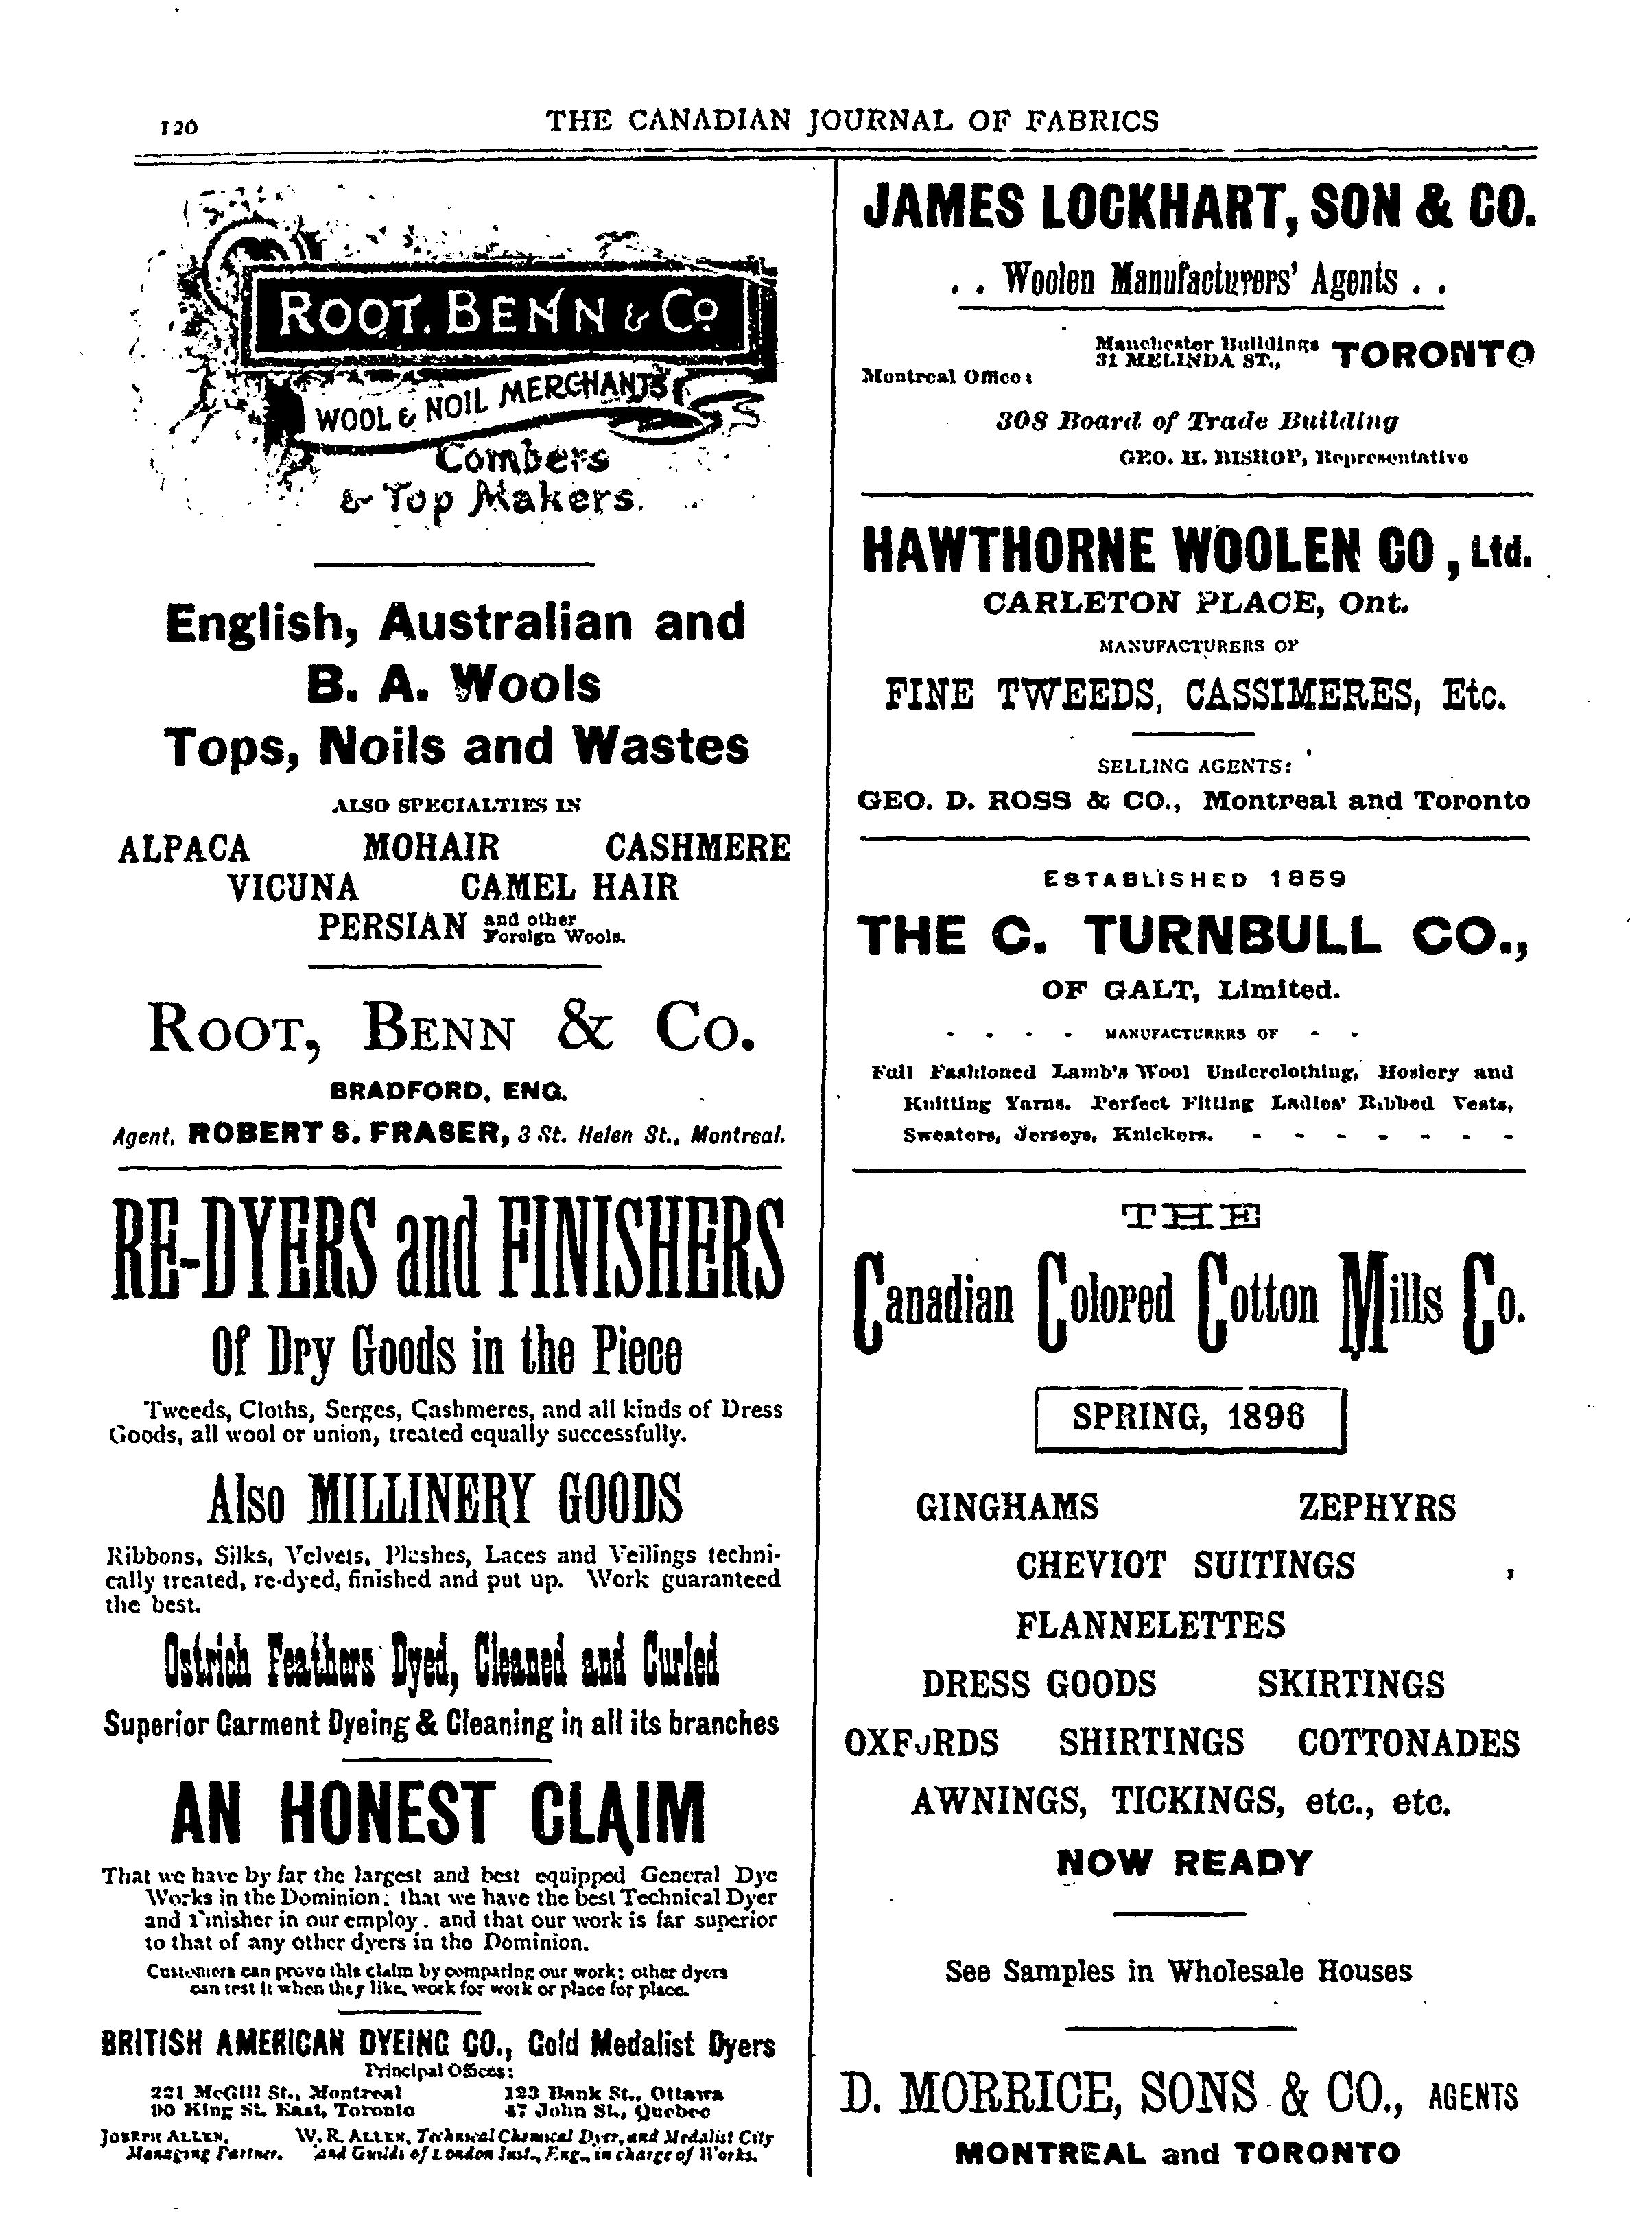 120
THE CANADIAN JOURNAL OF FABRICS
ROOT. BENN & Co.
WOOL & NOIL MERCHANTS
Combers
& Top Makers.
English, Australian and
B. A. Wools
Tops, Noils and Wastes
ALSO SPECIALTIES IN
ALPACA MOHAIR CASHMERE
VICUNA CAMEL HAIR
PERSIAN and other
Foreign Wools.
ROOT, BENN & Co.
BRADFORD, ENG.
Agent, ROBERT S. FRASER, 3 St. Helen St., Montreal.
RE-DYERS and FINISHERS
Of Dry Goods in the Piece
Tweeds, Cloths, Serges, Cashmeres, and all kinds of Dress
Goods, all wool or union, treated equally successfully.
Also MILLINERY GOODS
Ribbons, Silks, Velvets, Plushes, Laces and Veilings techni-
cally treated, re-dyed, finished and put up. Work guaranteed
the best.
Ostrich Feathers Dyed, Cleaned and Curled
Superior Garment Dyeing & Cleaning in all its branches
AN HONEST CLAIM
That we have by far the largest and best equipped General Dye
Works in the Dominion; that we have the best Technical Dyer
and Finisher in our employ. and that our work is far superior
to that of any other dyers in the Dominion.
Customers can prove this claim by comparing our work; other dyers
can test it when they like, work for work or place for place.
BRITISH AMERICAN DYEING CO., Gold Medalist Dyers
Principal Offices:
221 McGill St., Montreal 123 Bank St., Ottawa
90 King St. East, Toronto 47 John St., Quebec
JOSEPH ALLEN, W. R. ALLEN, Technical Chemical Dyer, and Medalist City
Managing Partner. and Guilds of London Inst., Eng., in charge of Works.
JAMES LOCKHART, SON & CO.
. . Woolen Manufacturers' Agents . .
Manchester Buildings
31 MELINDA ST., TORONTO
Montreal Office:
308 Board of Trade Building
GEO. H. BISHOP, Representative
HAWTHORNE WOOLEN CO , Ltd.
CARLETON PLACE, Ont.
MANUFACTURERS OF
FINE TWEEDS, CASSIMERES, Etc.
SELLING AGENTS:
GEO. D. ROSS & CO., Montreal and Toronto
ESTABLISHED 1859
THE C. TURNBULL CO.,
OF GALT, Limited.
- - - - MANUFACTURERS OF - -
Full Fashioned Lamb's Wool Underclothing, Hosiery and
Knitting Yarns. Perfect Fitting Ladies' Ribbed Vests,
Sweaters, Jerseys, Knickers. - - - - - - -
THE
Canadian Colored Cotton Mills Co.
SPRING, 1896
GINGHAMS ZEPHYRS
CHEVIOT SUITINGS
FLANNELETTES
DRESS GOODS SKIRTINGS
OXFORDS SHIRTINGS COTTONADES
AWNINGS, TICKINGS, etc., etc.
NOW READY
See Samples in Wholesale Houses
D. MORRICE, SONS & CO., AGENTS
MONTREAL and TORONTO